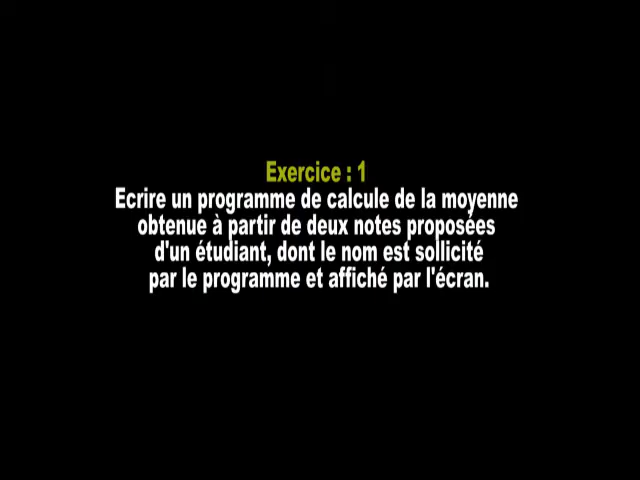 Exercice : 1
Ecrire un programme de calcule de la moyenne
obtenue à partir de deux notes proposées
d'un étudiant, dont le nom est sollicité
par le programme et affiché par l'écran.